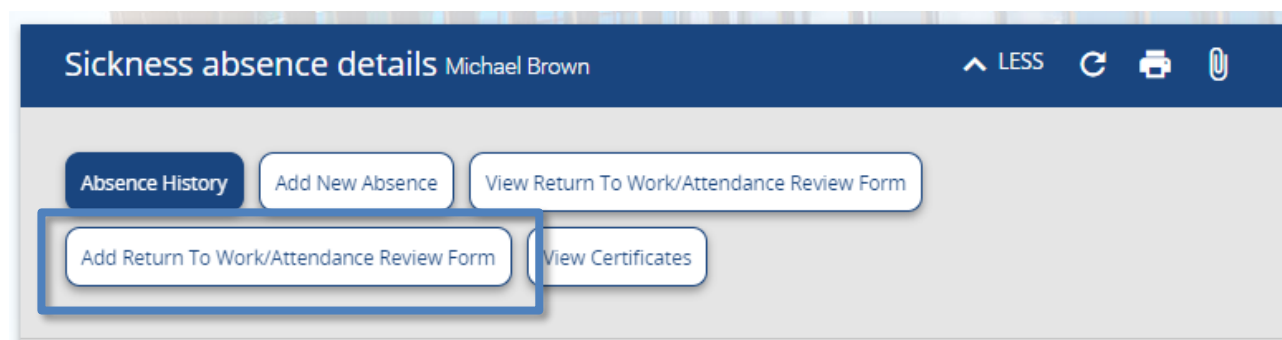 Sickness absence details Michael Brown LESS
Absence History Add New Absence View Return To Work/Attendance Review Form
Add Return To Work/Attendance Review Form View Certificates